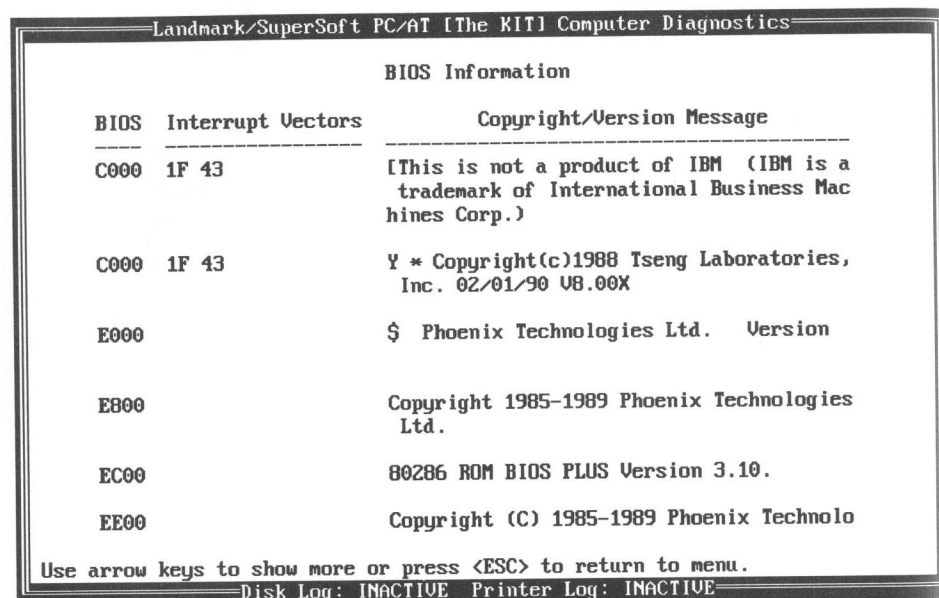 Landmark/SuperSoft PC/AT [The KIT] Computer Diagnostics
BIOS Information
BIOS Interrupt Vectors Copyright/Version Message
C000 1F 43 [This is not a product of IBM (IBM is a
trademark of International Business Mac
hines Corp.)
C000 1F 43 Y * Copyright(c)1988 Tseng Laboratories,
Inc. 02/01/90 V8.00X
E000 $ Phoenix Technologies Ltd. Version
E800 Copyright 1985-1989 Phoenix Technologies
Ltd.
EC00 80286 ROM BIOS PLUS Version 3.10.
EE00 Copyright (C) 1985-1989 Phoenix Technolo
Use arrow keys to show more or press <ESC> to return to menu.
Disk Log: INACTIVE Printer Log: INACTIVE